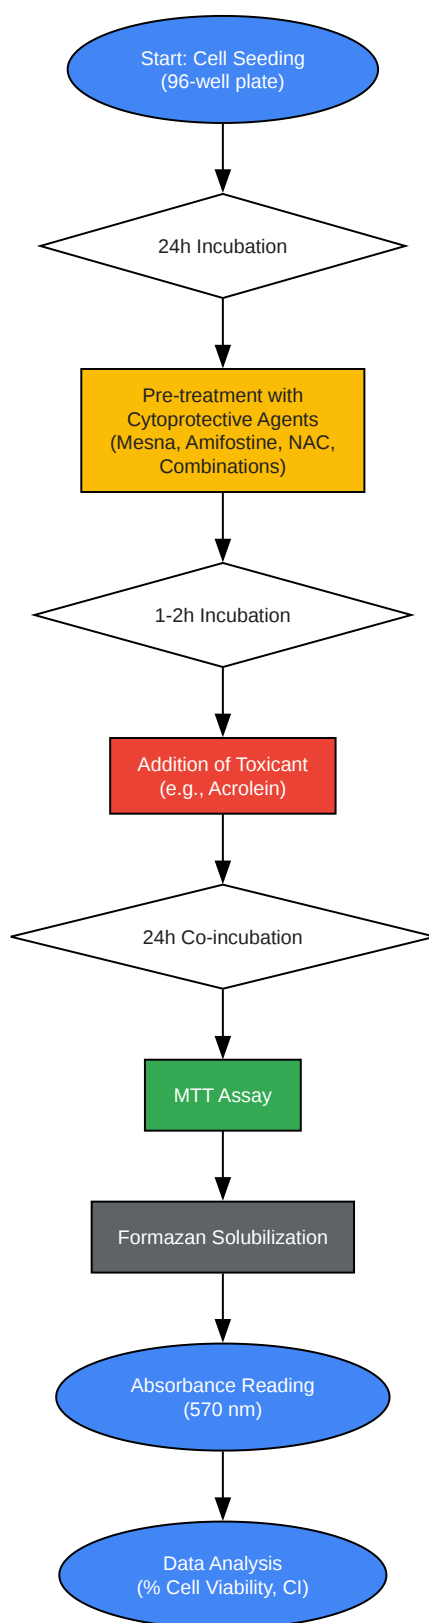 Start: Cell Seeding
(96-well plate)
24h Incubation
Pre-treatment with
Cytoprotective Agents
(Mesna, Amifostine, NAC,
Combinations)
1-2h Incubation
Addition of Toxicant
(e.g., Acrolein)
24h Co-incubation
MTT Assay
Formazan Solubilization
Absorbance Reading
(570 nm)
Data Analysis
(% Cell Viability, CI)